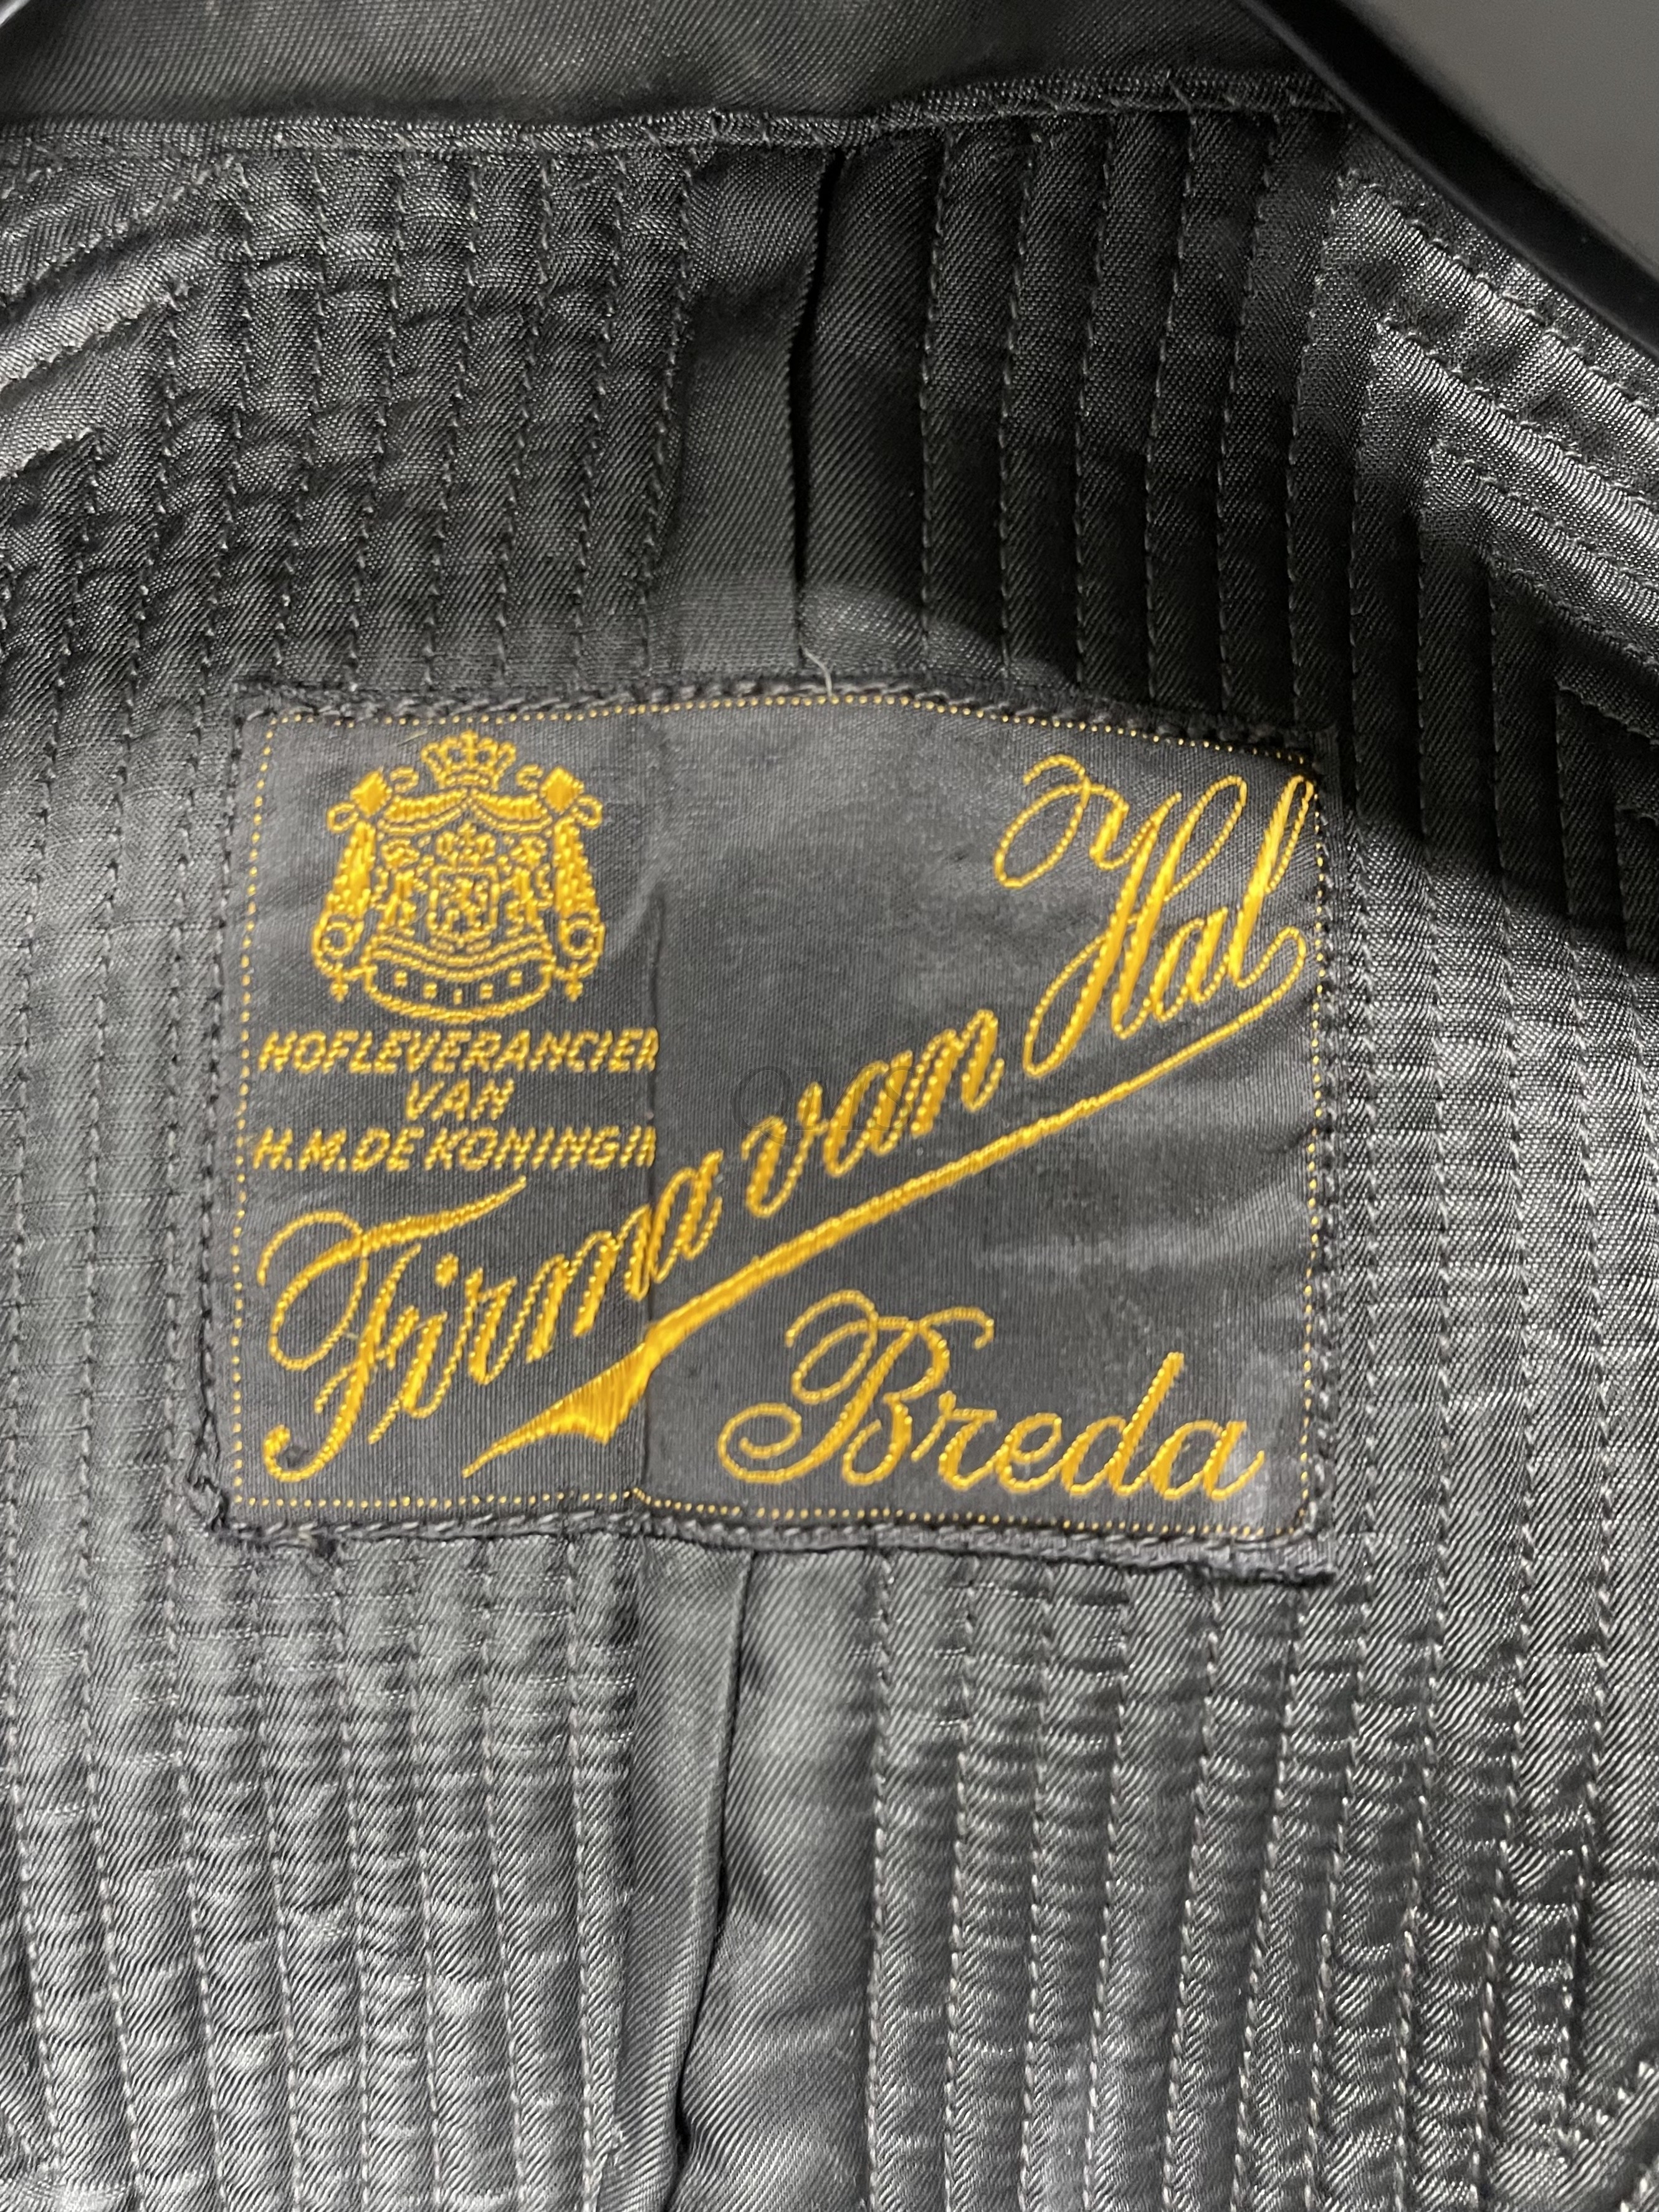 HOFLEVERANCIER
VAN
H.M. DE KONINGIN
Firma van Hal
Breda